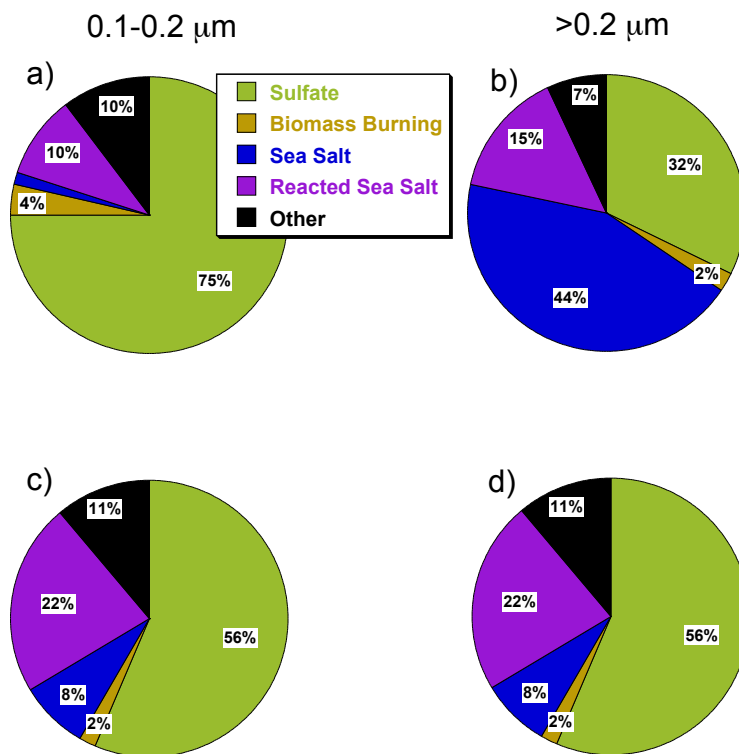 0.1-0.2 μm
>0.2 μm
a)
10%
10%
4%
75%
Sulfate
Biomass Burning
Sea Salt
Reacted Sea Salt
Other
b)
7%
15%
32%
2%
44%
c)
11%
22%
56%
8%
2%
d)
11%
22%
56%
8%
2%